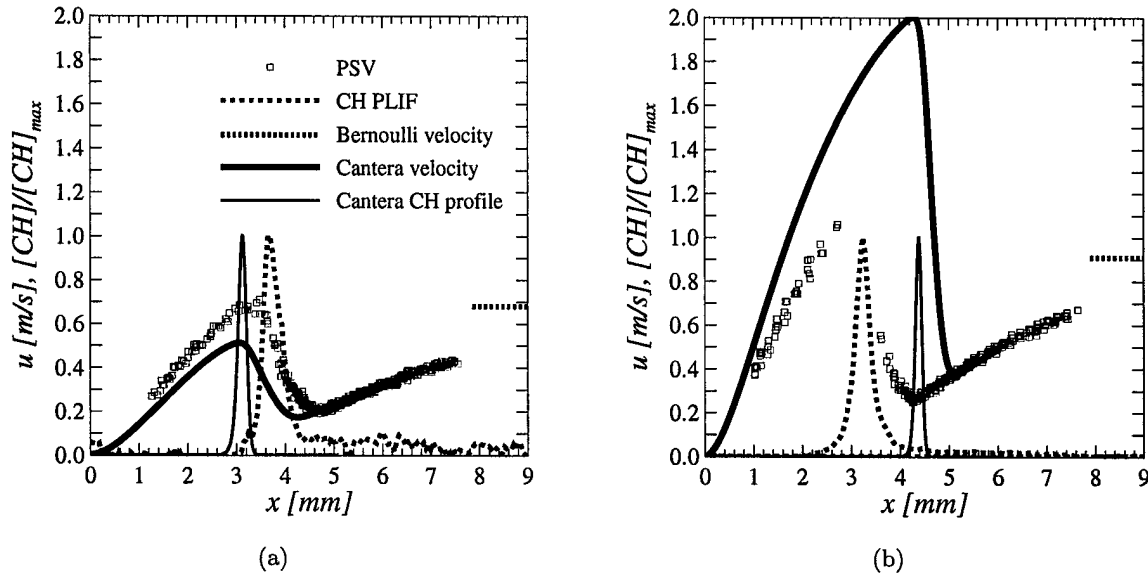 2.0
1.8
1.6
1.4
1.2
1.0
0.8
0.6
0.4
0.2
0.0
u [m/s], [CH]/[CH]max
PSV
CH PLIF
Bernoulli velocity
Cantera velocity
Cantera CH profile
0 1 2 3 4 5 6 7 8 9
x [mm]
(a)
2.0
1.8
1.6
1.4
1.2
1.0
0.8
0.6
0.4
0.2
0.0
u [m/s], [CH]/[CH]max
0 1 2 3 4 5 6 7 8 9
x [mm]
(b)